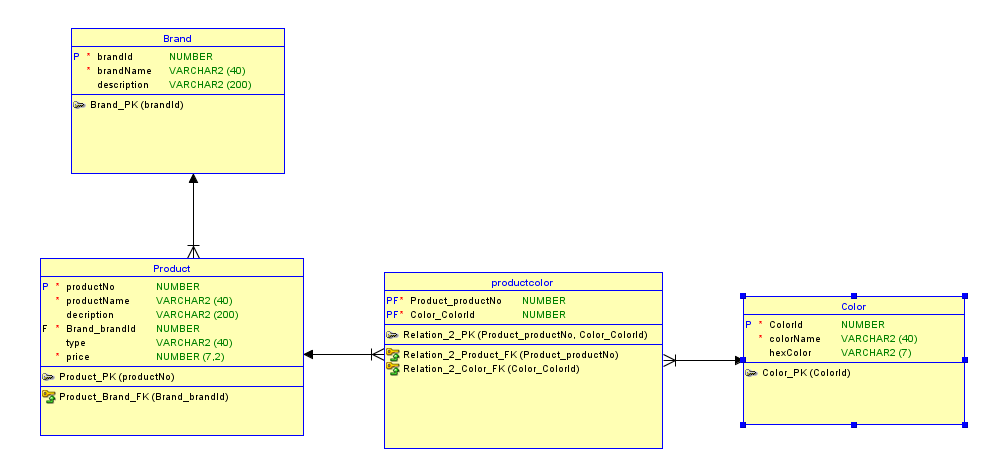 Brand
P * brandId NUMBER
* brandName VARCHAR2 (40)
description VARCHAR2 (200)
Brand_PK (brandId)
Product
P * productNo NUMBER
* productName VARCHAR2 (40)
decription VARCHAR2 (200)
F * Brand_brandId NUMBER
type VARCHAR2 (40)
* price NUMBER (7,2)
Product_PK (productNo)
Product_Brand_FK (Brand_brandId)
productcolor
PF* Product_productNo NUMBER
PF* Color_ColorId NUMBER
Relation_2_PK (Product_productNo, Color_ColorId)
Relation_2_Product_FK (Product_productNo)
Relation_2_Color_FK (Color_ColorId)
Color
P * ColorId NUMBER
* colorName VARCHAR2 (40)
hexColor VARCHAR2 (7)
Color_PK (ColorId)